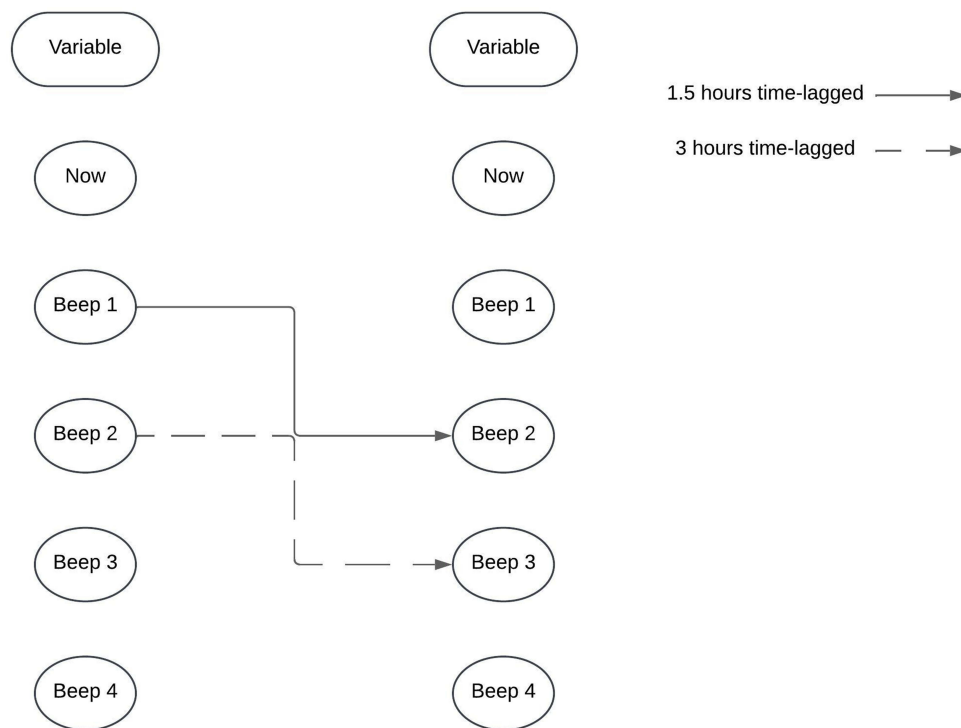 Variable
Variable
1.5 hours time-lagged
3 hours time-lagged
Now
Now
Beep 1
Beep 1
Beep 2
Beep 2
Beep 3
Beep 3
Beep 4
Beep 4